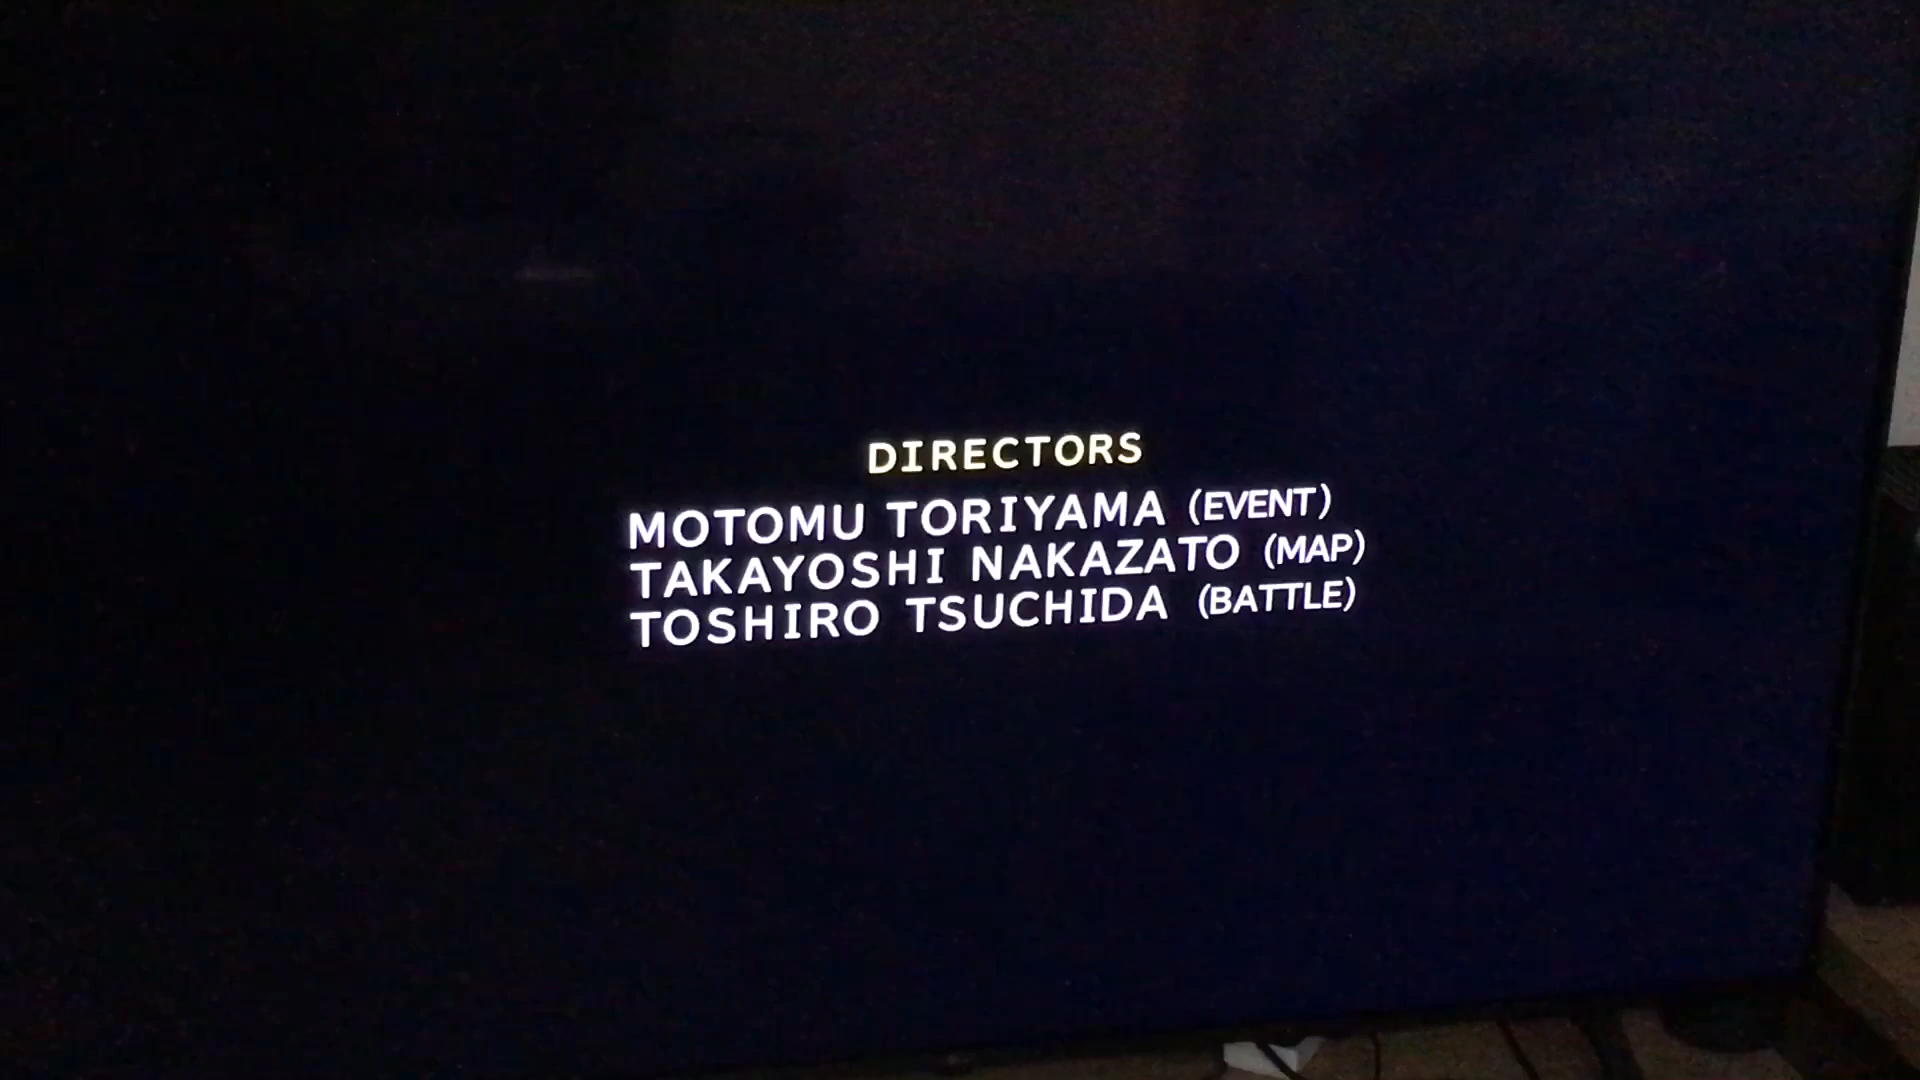 DIRECTORS
MOTOMU TORIYAMA (EVENT)
TAKAYOSHI NAKAZATO (MAP)
TOSHIRO TSUCHIDA (BATTLE)